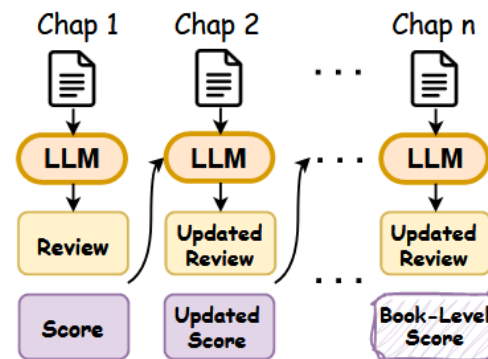 Chap 1 Chap 2 Chap n
. . .
LLM LLM . . . LLM
Review Updated Review Updated Review
. . .
Score Updated Score Book-Level Score